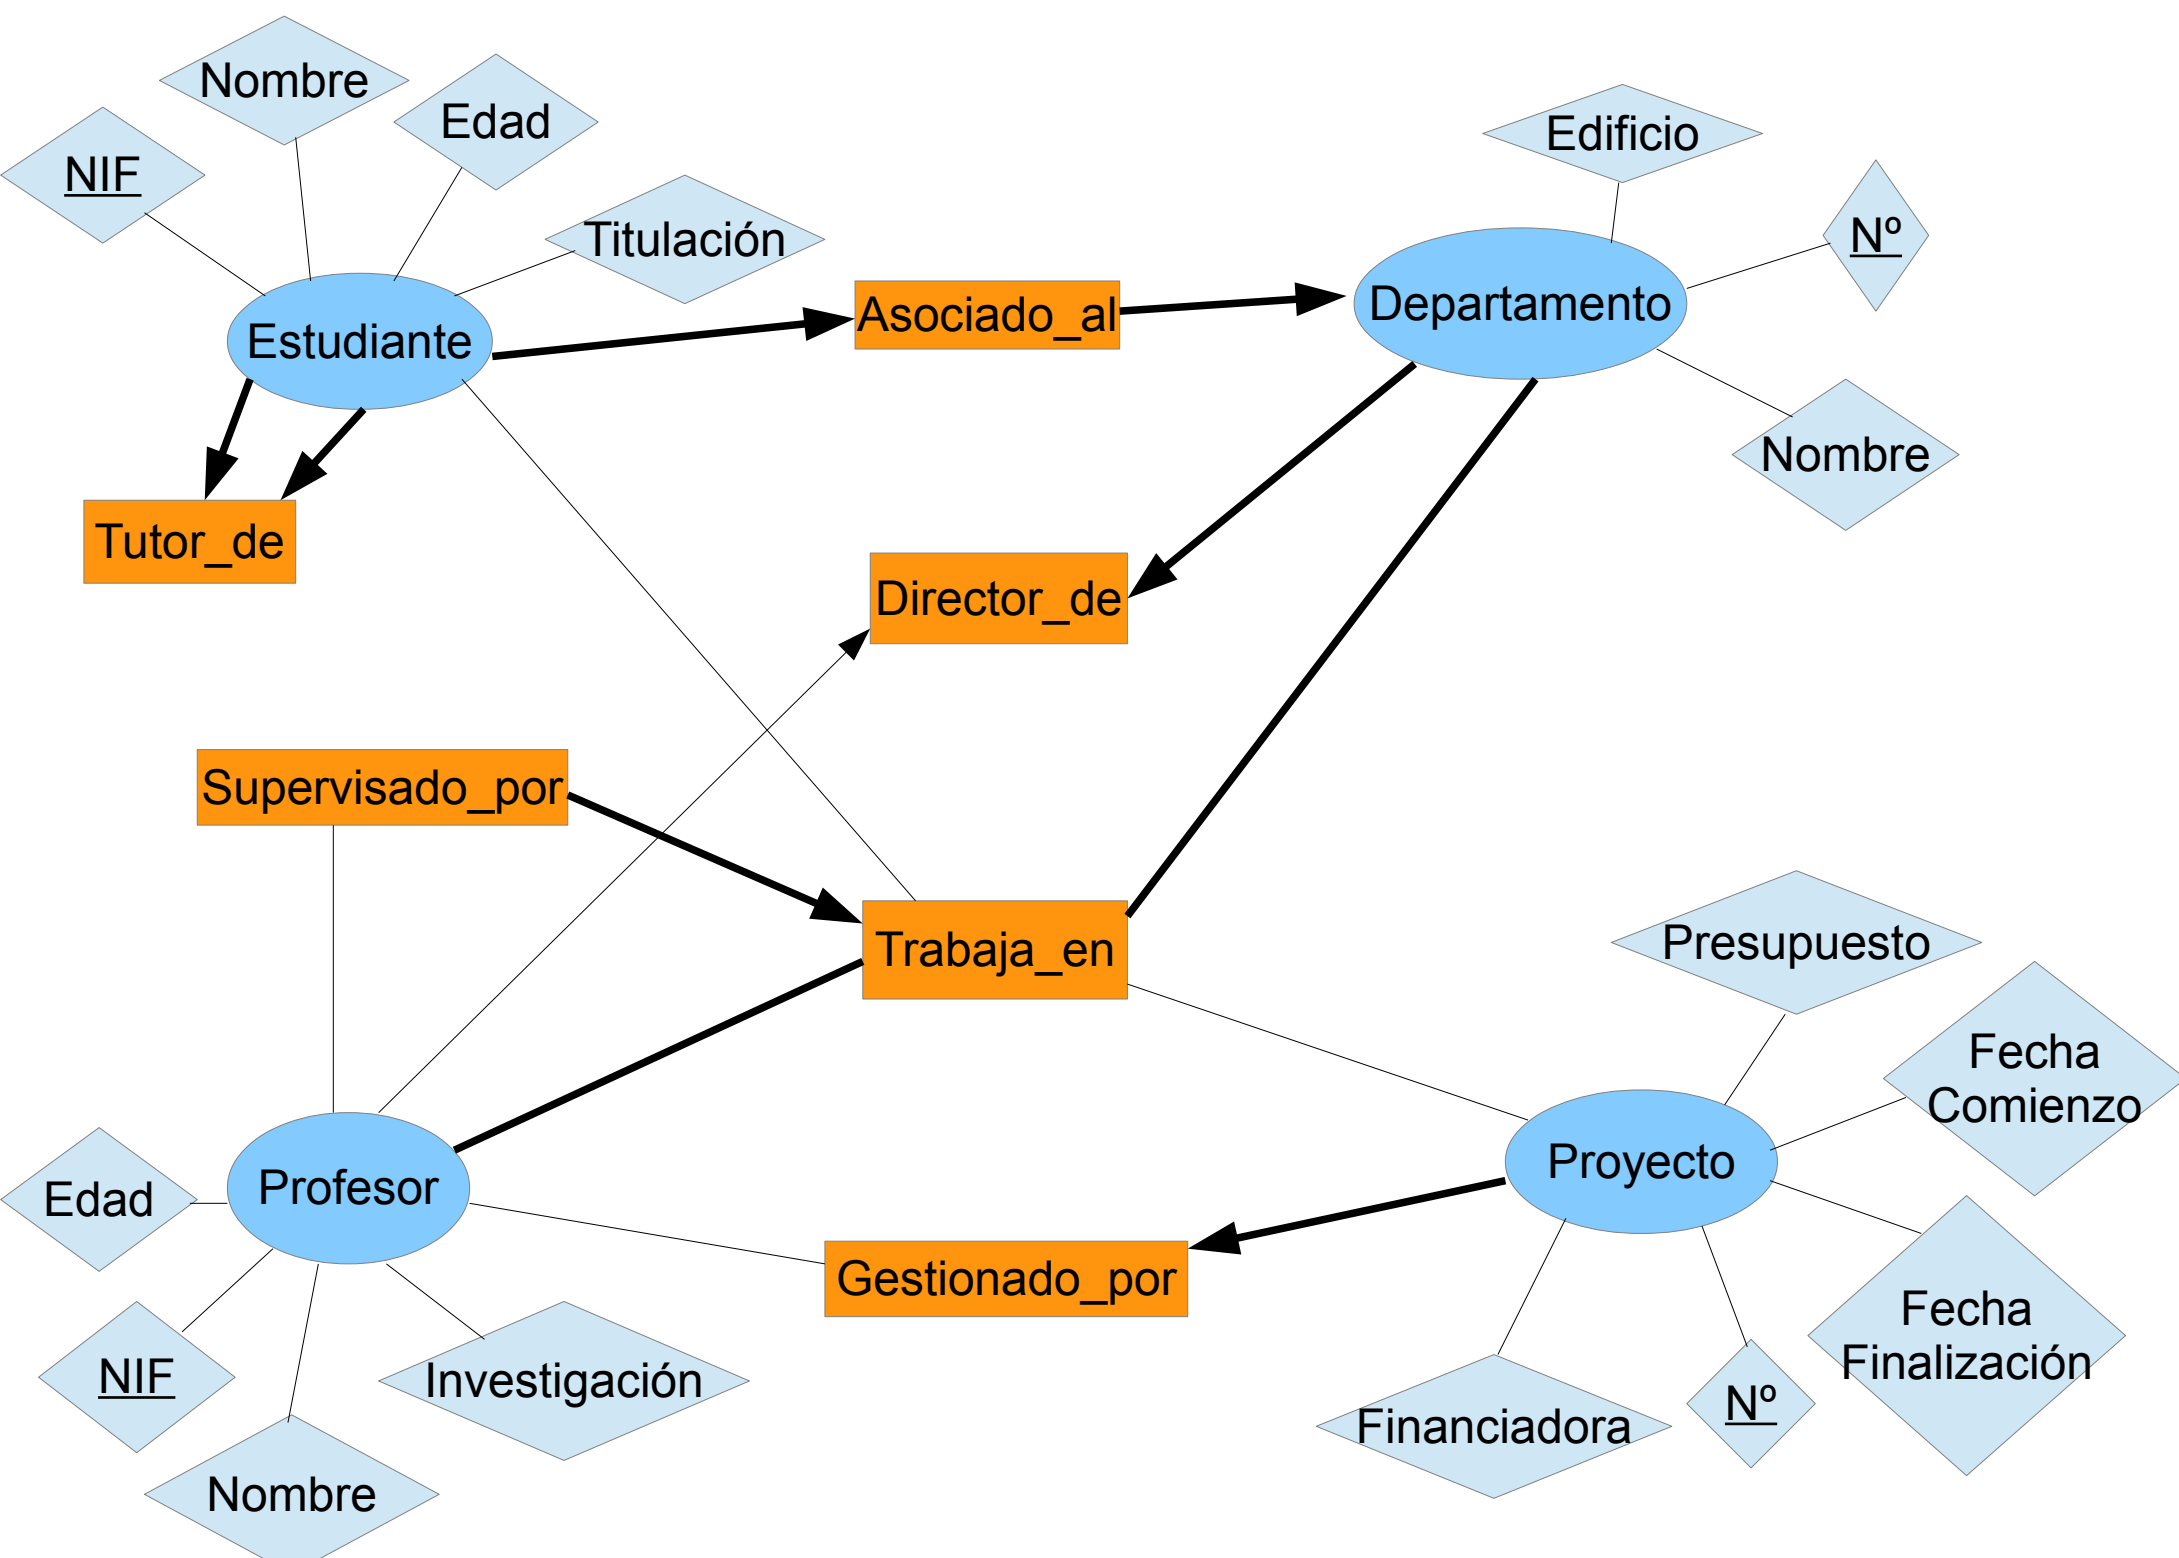 Nombre
Edad
Edificio
NIF
Titulación
Nº
Asociado_al
Departamento
Estudiante
Nombre
Tutor_de
Director_de
Supervisado_por
Trabaja_en
Presupuesto
Fecha
Comienzo
Edad
Profesor
Proyecto
Gestionado_por
Fecha
Finalización
NIF
Investigación
Financiadora
Nº
Nombre